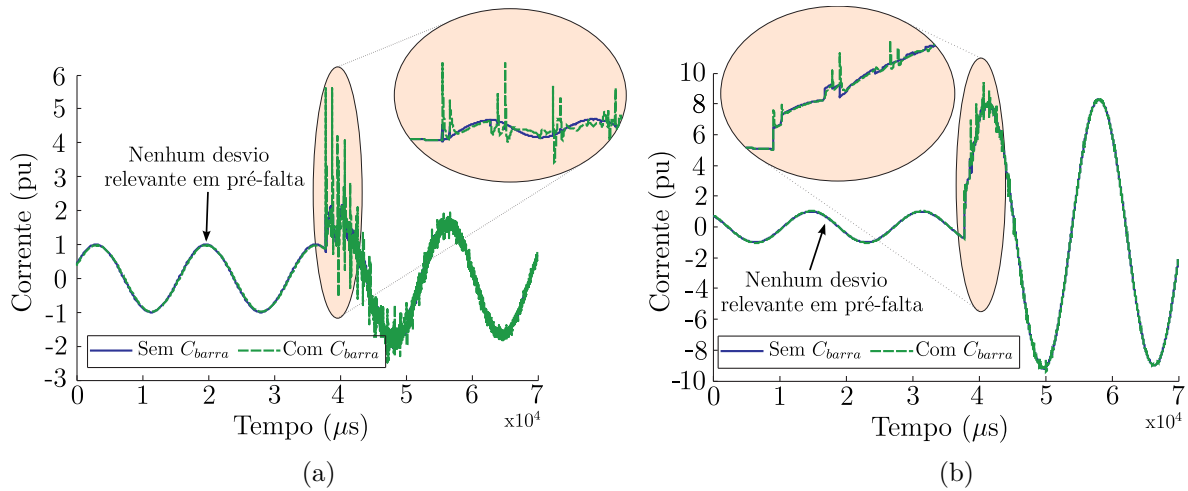 Corrente (pu)
6
5
4
3
2
1
0
-1
-2
-3
Nenhum desvio
relevante em pré-falta
Sem C_barra
Com C_barra
0 1 2 3 4 5 6 7
x10^4
Tempo (μs)
(a)
Corrente (pu)
10
8
6
4
2
0
-2
-4
-6
-8
-10
Nenhum desvio
relevante em pré-falta
Sem C_barra
Com C_barra
0 1 2 3 4 5 6 7
x10^4
Tempo (μs)
(b)